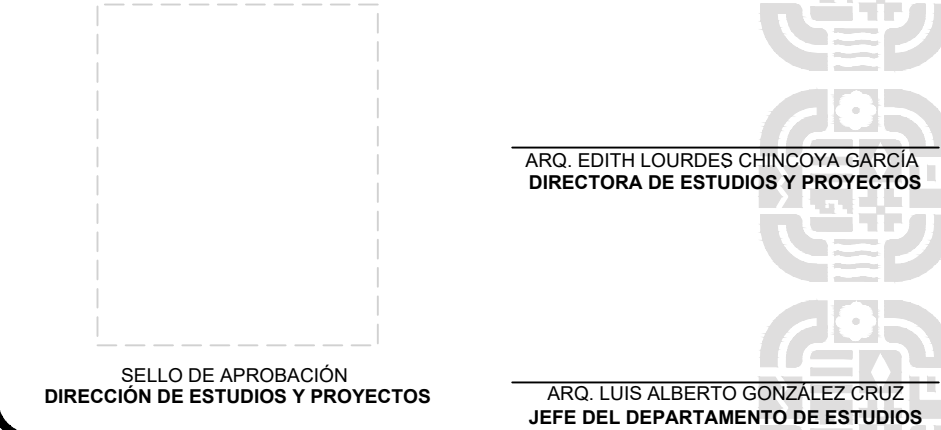 ARQ. EDITH LOURDES CHINCOYA GARCÍA
DIRECTORA DE ESTUDIOS Y PROYECTOS
SELLO DE APROBACIÓN
DIRECCIÓN DE ESTUDIOS Y PROYECTOS
ARQ. LUIS ALBERTO GONZÁLEZ CRUZ
JEFE DEL DEPARTAMENTO DE ESTUDIOS